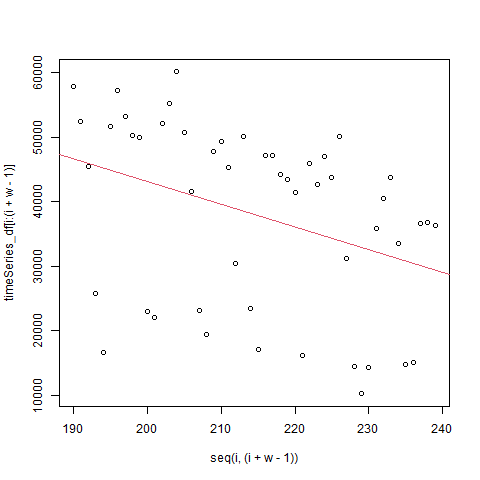 60000
50000
40000
30000
20000
10000
timeSeries_df[i:(i + w - 1)]
190 200 210 220 230 240
seq(i, (i + w - 1))